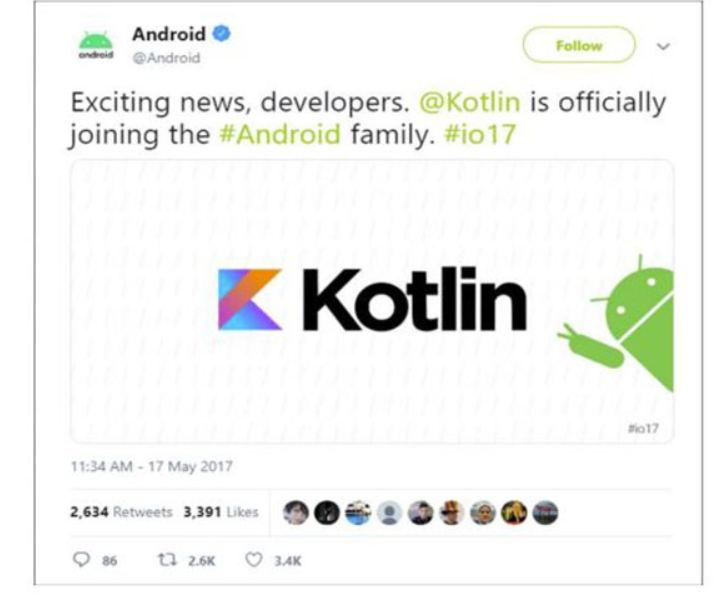 Android
@Android
android
Follow
Exciting news, developers. @Kotlin is officially
joining the #Android family. #io17
Kotlin
#io17
11:34 AM - 17 May 2017
2,634 Retweets 3,391 Likes
86 2.6K 3.4K